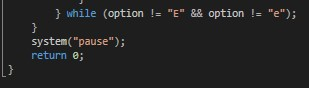 } while (option != "E" && option != "e");
}
system("pause");
return 0;
}